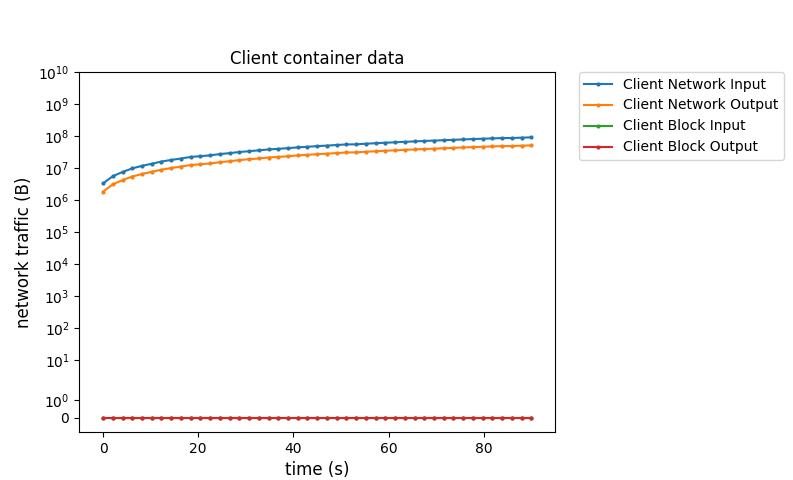 Client container data
10^10
10^9
10^8
10^7
10^6
10^5
10^4
10^3
10^2
10^1
10^0
0
network traffic (B)
0 20 40 60 80
time (s)
Client Network Input
Client Network Output
Client Block Input
Client Block Output